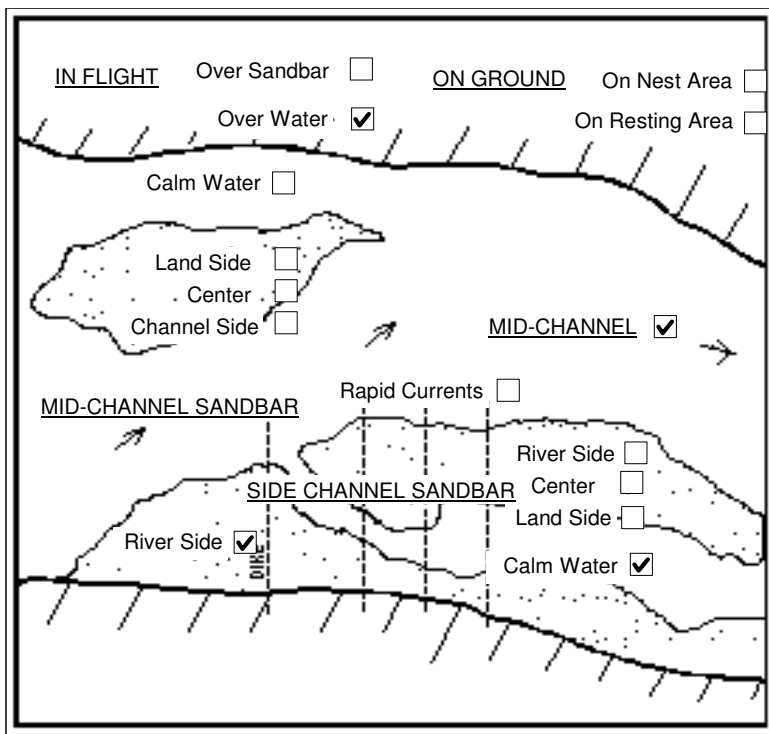 IN FLIGHT
Over Sandbar
ON GROUND
On Nest Area
Over Water
On Resting Area
Calm Water
Land Side
Center
Channel Side
MID-CHANNEL
Rapid Currents
MID-CHANNEL SANDBAR
River Side
Center
SIDE CHANNEL SANDBAR
Land Side
River Side
DIKE
Calm Water